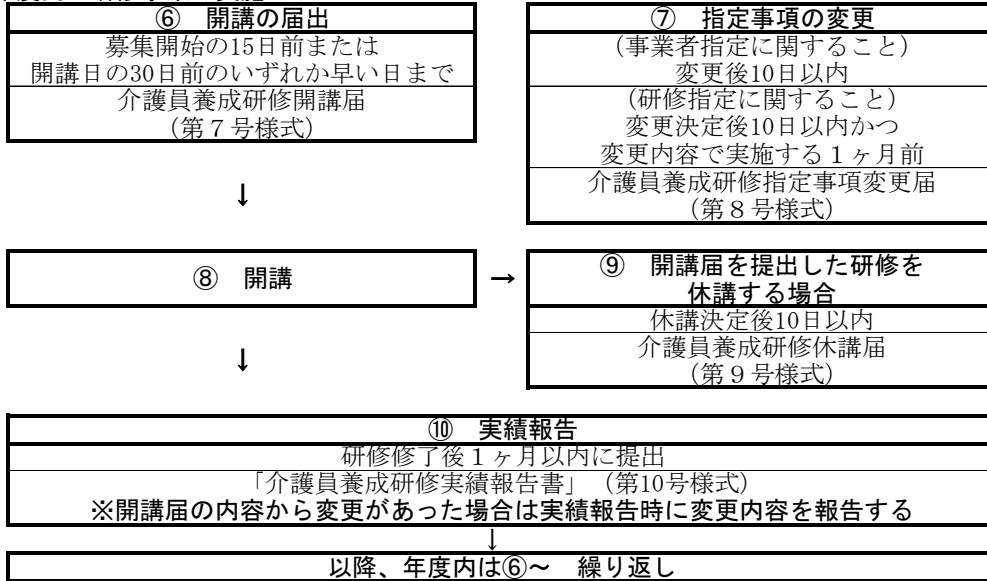 ⑥　開講の届出
募集開始の15日前または
開講日の30日前のいずれか早い日まで
介護員養成研修開講届
（第７号様式）
↓
⑦　指定事項の変更
（事業者指定に関すること）
変更後10日以内
（研修指定に関すること）
変更決定後10日以内かつ
変更内容で実施する１ヶ月前
介護員養成研修指定事項変更届
（第８号様式）
⑧　開講
→
⑨　開講届を提出した研修を
休講する場合
休講決定後10日以内
介護員養成研修休講届
（第９号様式）
↓
⑩　実績報告
研修修了後１ヶ月以内に提出
「介護員養成研修実績報告書」（第10号様式）
※開講届の内容から変更があった場合は実績報告時に変更内容を報告する
↓
以降、年度内は⑥～　繰り返し